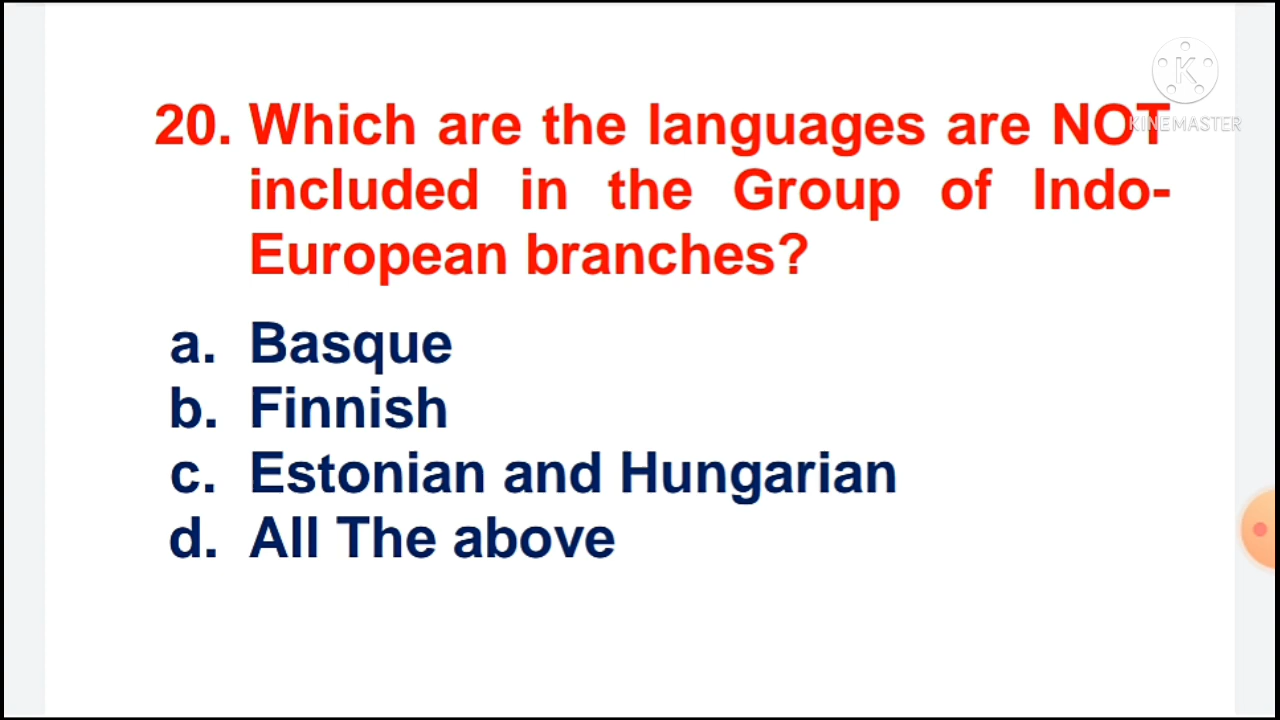 K
KINEMASTER
20. Which are the languages are NOT
included in the Group of Indo-
European branches?
a. Basque
b. Finnish
c. Estonian and Hungarian
d. All The above